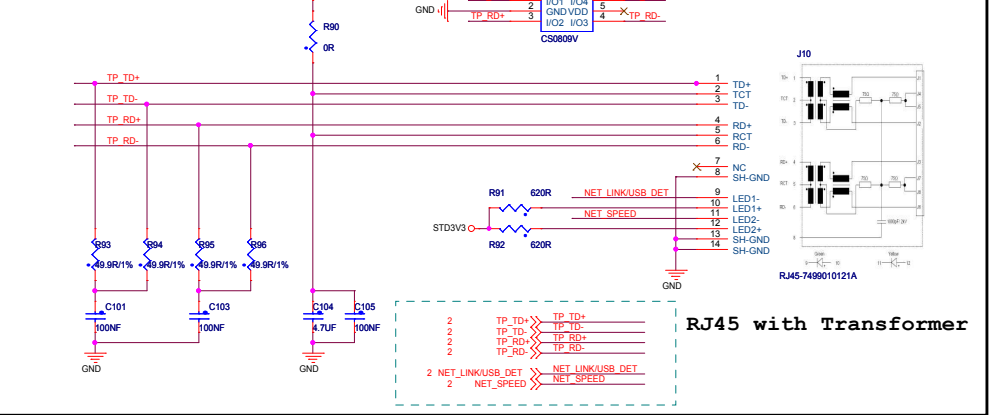 I/O1 I/O4
GND 2 GND VDD 5
TP_RD+ 3 I/O2 I/O3 4 TP_RD-
CS0809V
R90
0R
J10
TP_TD+ 1 TD+
2 TCT
TP_TD- 3 TD-
TP_RD+ 4 RD+
5 RCT
TP_RD- 6 RD-
7 NC
8 SH-GND
R91 620R NET_LINK/USB_DET 9 LED1-
10 LED1+
NET_SPEED 11 LED2-
STD3V3 12 LED2+
R92 620R 13 SH-GND
14 SH-GND
GND
RJ45-7499010121A
R93 R94 R95 R96
49.9R/1% 49.9R/1% 49.9R/1% 49.9R/1%
C101 C103 C104 C105
100NF 100NF 4.7UF 100NF
GND GND
2 TP_TD+ TP_TD+
2 TP_TD- TP_TD-
2 TP_RD+ TP_RD+
2 TP_RD- TP_RD-
2 NET_LINK/USB_DET NET_LINK/USB_DET
2 NET_SPEED NET_SPEED
RJ45 with Transformer